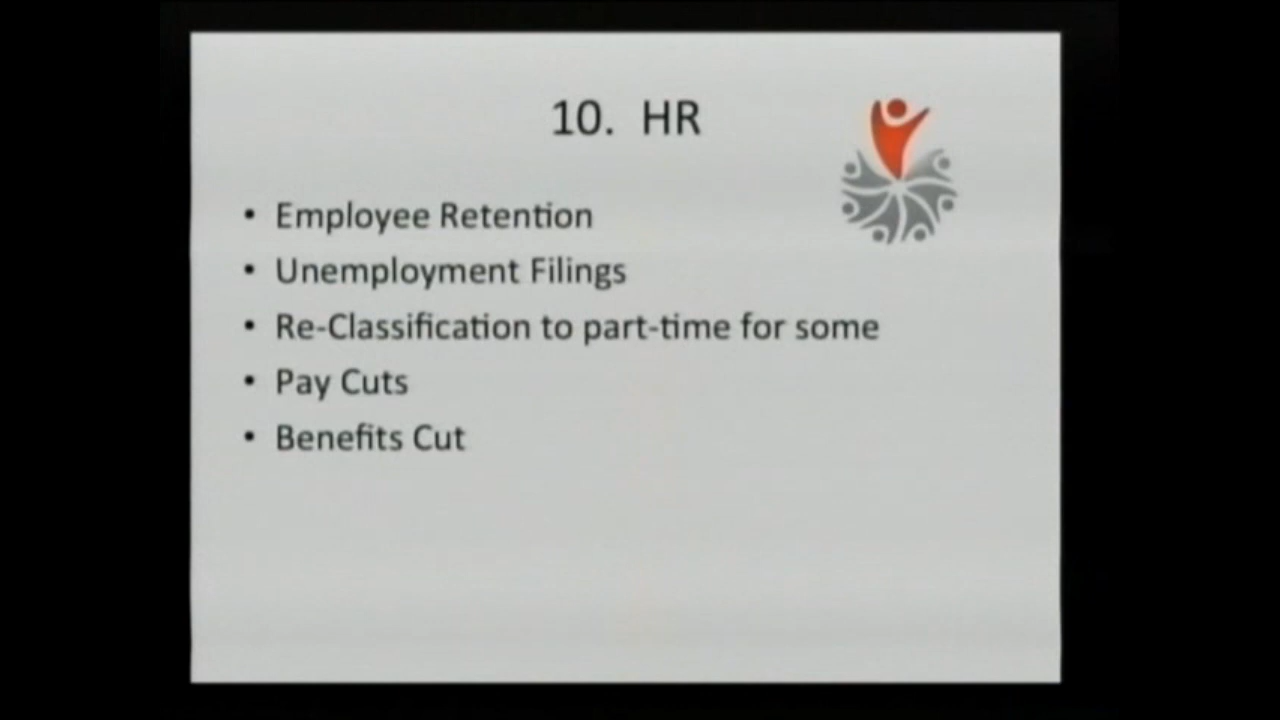 10. HR
• Employee Retention
• Unemployment Filings
• Re-Classification to part-time for some
• Pay Cuts
• Benefits Cut